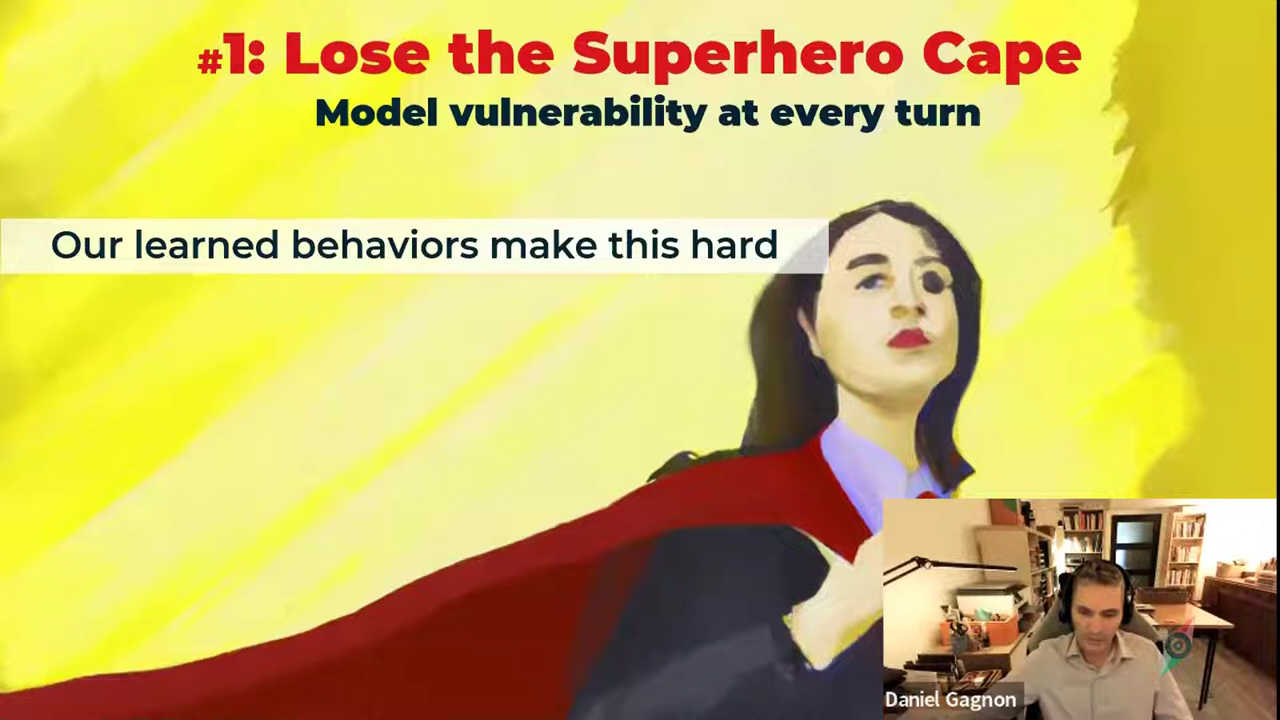 #1: Lose the Superhero Cape
Model vulnerability at every turn
Our learned behaviors make this hard
Daniel Gagnon